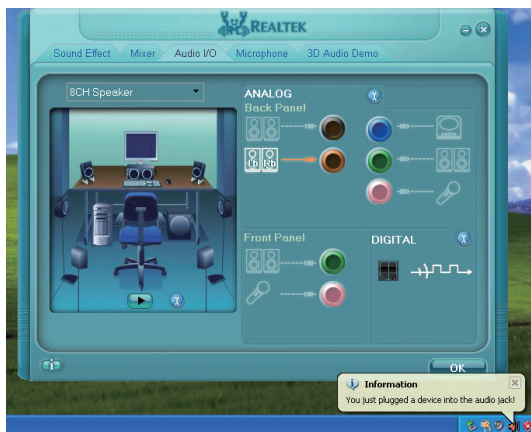 REALTEK
Sound Effect
Mixer
Audio I/O
Microphone
3D Audio Demo
8CH Speaker
ANALOG
Back Panel
Lb Rb
Front Panel
DIGITAL
OK
Information
You just plugged a device into the audio jack!